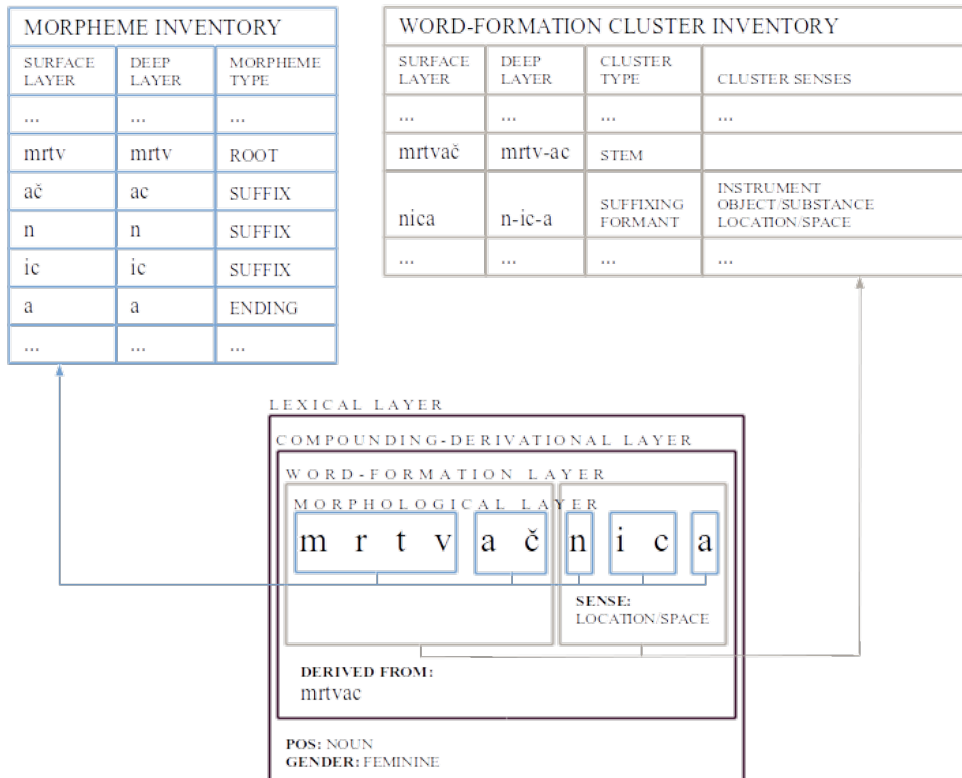 MORPHEME INVENTORY
SURFACE LAYER DEEP LAYER MORPHEME TYPE
... ... ...
mrtv mrtv ROOT
ač ac SUFFIX
n n SUFFIX
ic ic SUFFIX
a a ENDING
... ... ...
WORD-FORMATION CLUSTER INVENTORY
SURFACE LAYER DEEP LAYER CLUSTER TYPE CLUSTER SENSES
... ... ... ...
mrtvač mrtv-ac STEM
nica n-ic-a SUFFIXING FORMANT INSTRUMENT OBJECT/SUBSTANCE LOCATION/SPACE
... ... ... ...
LEXICAL LAYER
COMPOUNDING-DERIVATIONAL LAYER
WORD-FORMATION LAYER
MORPHOLOGICAL LAYER
m r t v a č n i c a
SENSE:
LOCATION/SPACE
DERIVED FROM:
mrtvac
POS: NOUN
GENDER: FEMININE